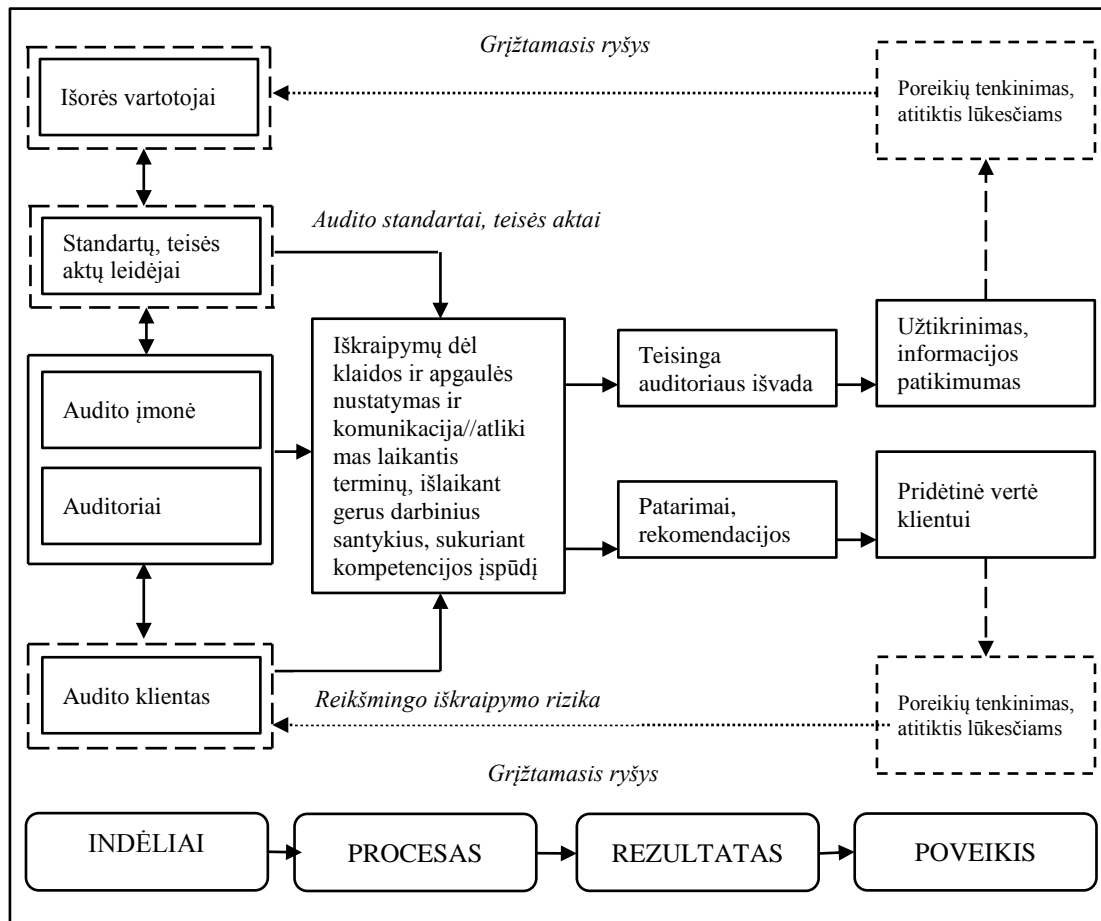 Grįžtamasis ryšys
Išorės vartotojai
Poreikių tenkinimas,
atitiktis lūkesčiams
Audito standartai, teisės aktai
Standartų, teisės
aktų leidėjai
Audito įmonė
Auditoriai
Iškraipymų dėl
klaidos ir apgaulės
nustatymas ir
komunikacija//atliki
mas laikantis
terminų, išlaikant
gerus darbinius
santykius, sukuriant
kompetencijos įspūdį
Teisinga
auditoriaus išvada
Užtikrinimas,
informacijos
patikimumas
Patarimai,
rekomendacijos
Pridėtinė vertė
klientui
Audito klientas
Reikšmingo iškraipymo rizika
Poreikių tenkinimas,
atitiktis lūkesčiams
Grįžtamasis ryšys
INDĖLIAI
PROCESAS
REZULTATAS
POVEIKIS